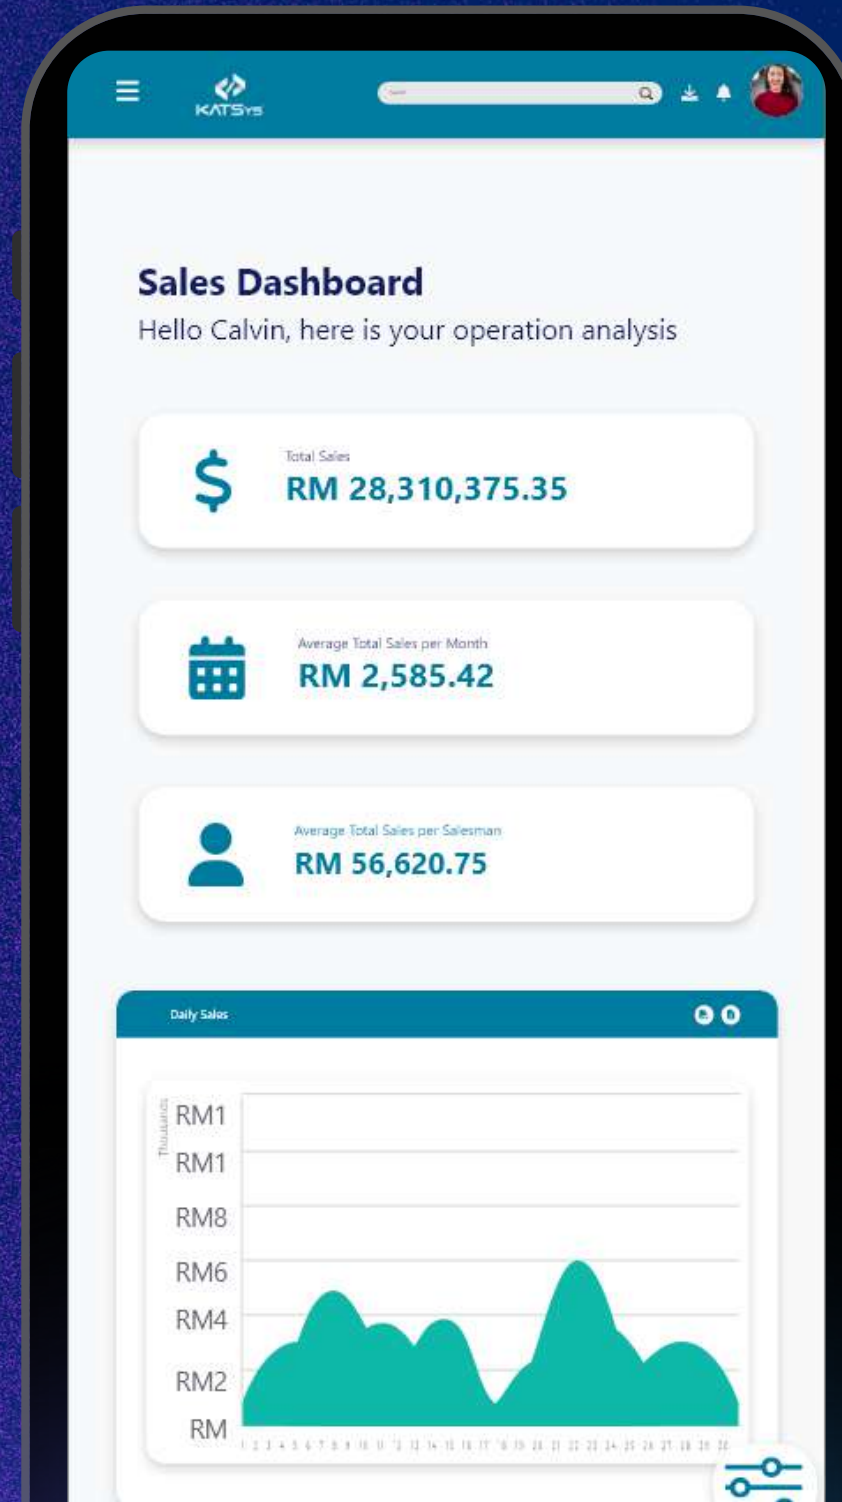 KATSYS
Sales Dashboard
Hello Calvin, here is your operation analysis
Total Sales
RM 28,310,375.35
Average Total Sales per Month
RM 2,585.42
Average Total Sales per Salesman
RM 56,620.75
Daily Sales
Thousands
RM1
RM1
RM8
RM6
RM4
RM2
RM